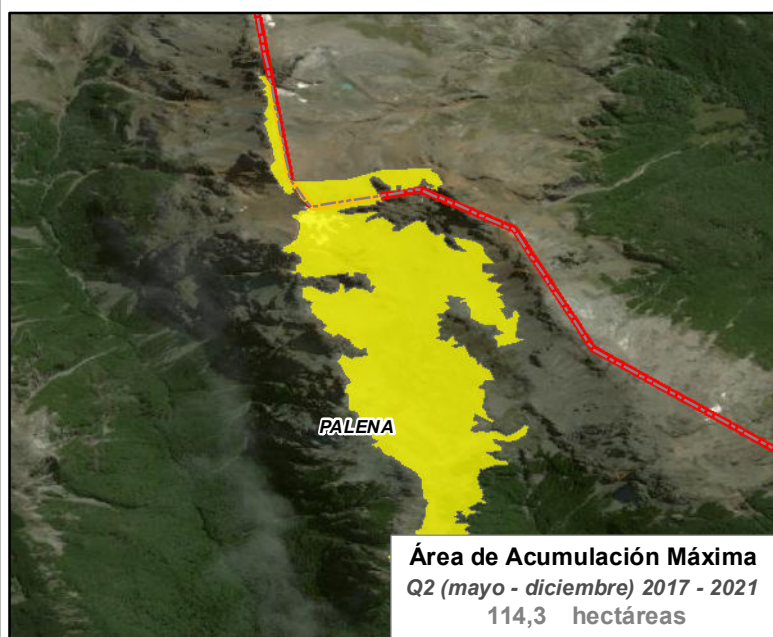 PALENA
Área de Acumulación Máxima
Q2 (mayo - diciembre) 2017 - 2021
114,3 hectáreas